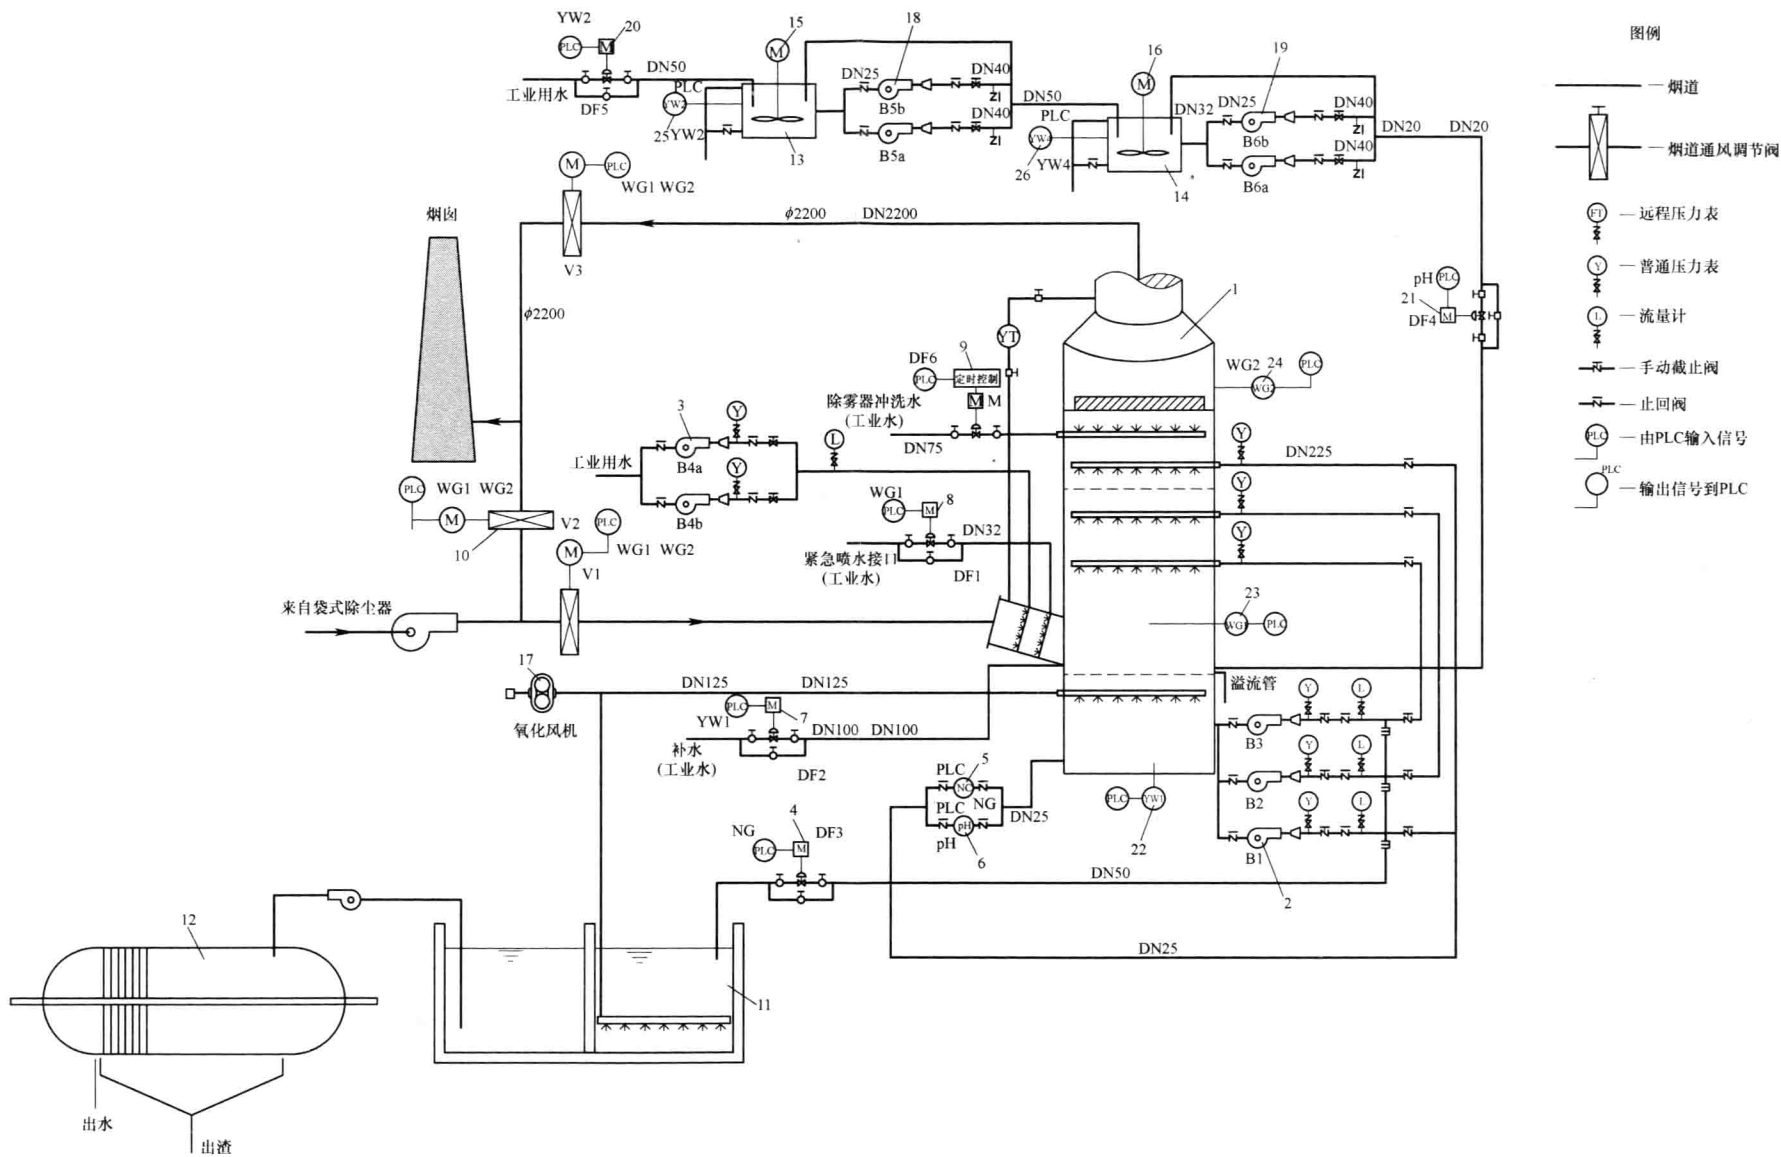 YW2
20
PLC
M
DN50
工业用水
DF5
PLC
YW2
25
YW2
15
M
13
18
DN25
B5b
B5a
DN40
DN40
DN50
16
M
PLC
YW4
26
YW4
14
DN32
DN25
19
B6b
B6a
DN40
DN40
DN20
DN20
图例
—烟道
—烟道通风调节阀
FT
—远程压力表
Y
—普通压力表
L
—流量计
—手动截止阀
—止回阀
PLC
—由PLC输入信号
PLC
—输出信号到PLC
M
PLC
WG1 WG2
V3
ϕ2200
DN2200
烟囱
ϕ2200
pH
PLC
21
M
DF4
1
YT
DF6
9
PLC
定时控制
M
M
除雾器冲洗水
(工业水)
DN75
WG2
24
WG2
PLC
3
Y
工业用水
B4a
Y
B4b
L
Y
DN225
Y
Y
PLC
WG1 WG2
M
10
V2
PLC
M
WG1 WG2
V1
WG1
PLC
M
8
DN32
紧急喷水接口
(工业水)
DF1
来自袋式除尘器
23
WG1
PLC
17
氧化风机
DN125
DN125
溢流管
YW1
PLC
M
7
DN100
DN100
补水
(工业水)
DF2
Y
L
B3
Y
L
B2
Y
L
B1
2
PLC
5
NG
PLC
NG
pH
pH
6
DN25
PLC
YW1
22
NG
PLC
4
M
DF3
DN50
DN25
12
11
出水
出渣